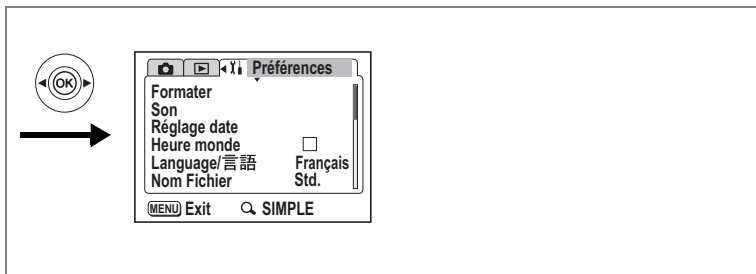 OK
Préférences
Formater
Son
Réglage date
Heure monde
Language/言語 Français
Nom Fichier Std.
MENU Exit SIMPLE